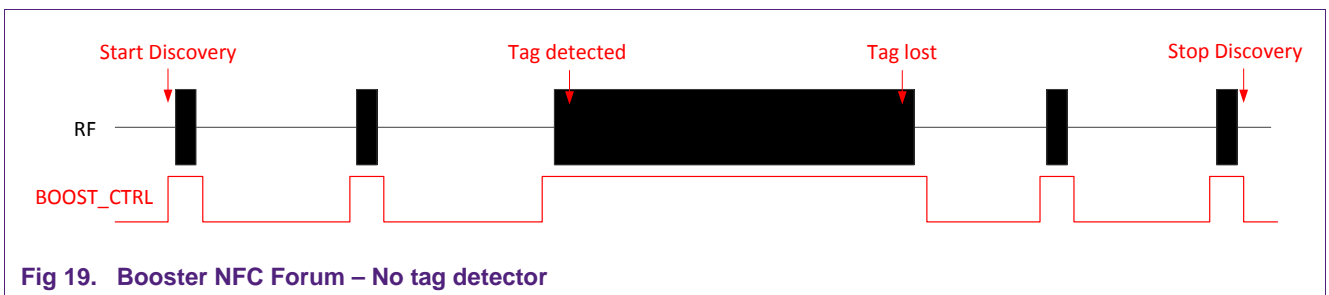 Start Discovery Tag detected Tag lost Stop Discovery
RF
BOOST_CTRL
Fig 19. Booster NFC Forum – No tag detector